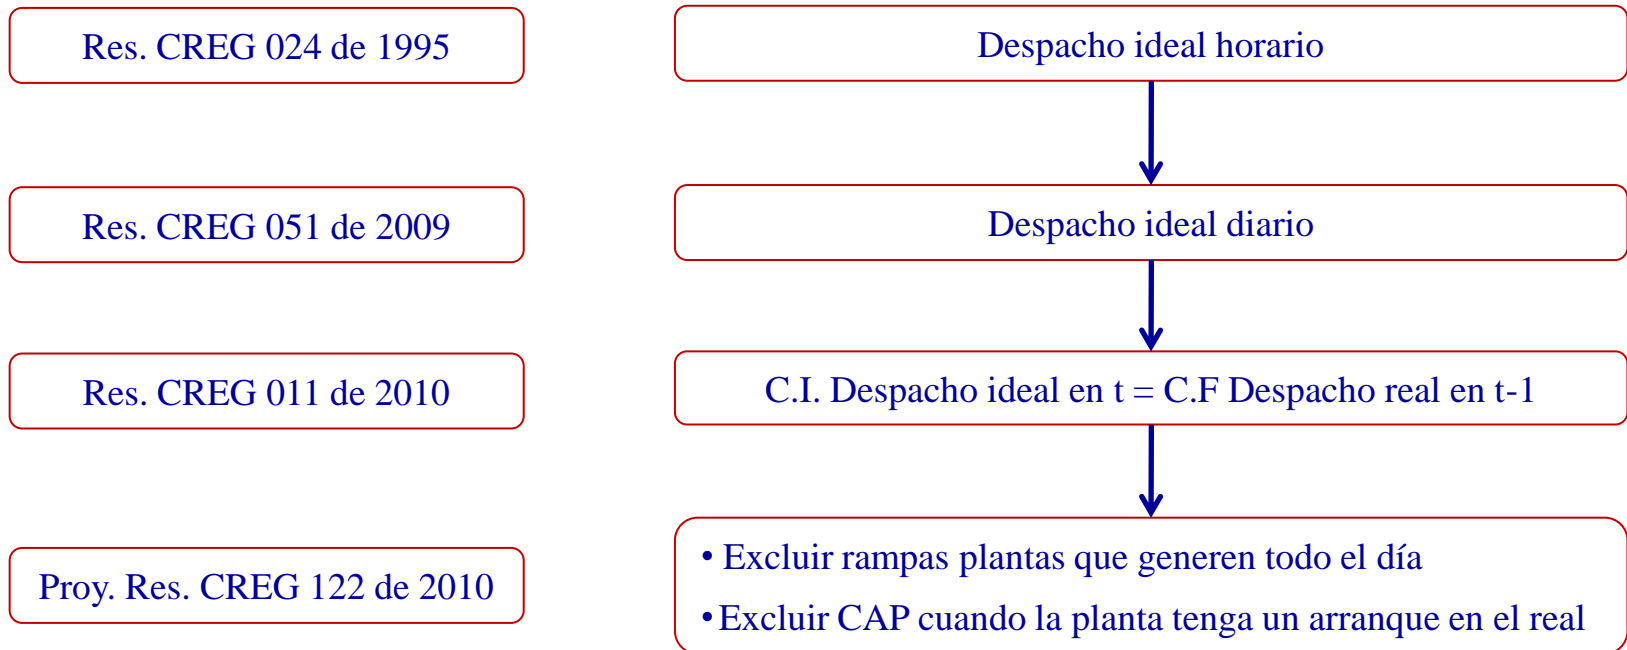 Res. CREG 024 de 1995
Despacho ideal horario
Res. CREG 051 de 2009
Despacho ideal diario
Res. CREG 011 de 2010
C.I. Despacho ideal en t = C.F Despacho real en t-1
Proy. Res. CREG 122 de 2010
• Excluir rampas plantas que generen todo el día
• Excluir CAP cuando la planta tenga un arranque en el real